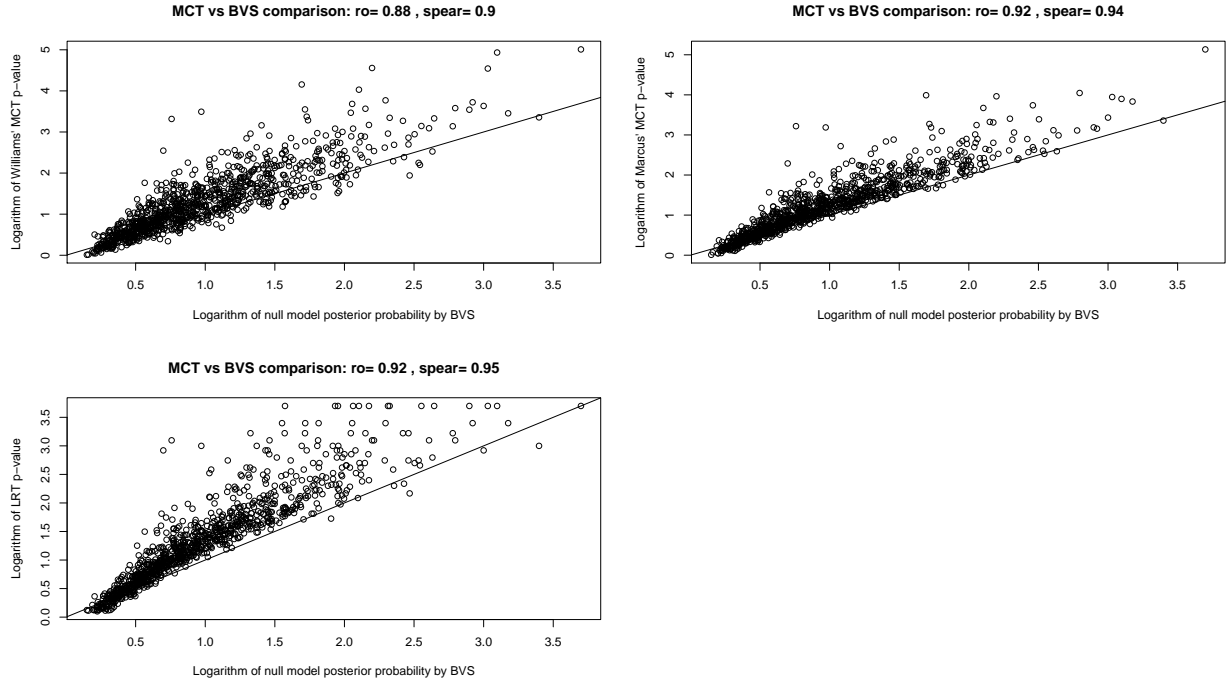 MCT vs BVS comparison: ro= 0.88 , spear= 0.9
Logarithm of Williams' MCT p−value
5
4
3
2
1
0
0.5 1.0 1.5 2.0 2.5 3.0 3.5
Logarithm of null model posterior probability by BVS
MCT vs BVS comparison: ro= 0.92 , spear= 0.94
Logarithm of Marcus' MCT p−value
5
4
3
2
1
0
0.5 1.0 1.5 2.0 2.5 3.0 3.5
Logarithm of null model posterior probability by BVS
MCT vs BVS comparison: ro= 0.92 , spear= 0.95
Logarithm of LRT p−value
3.5
3.0
2.5
2.0
1.5
1.0
0.5
0.0
0.5 1.0 1.5 2.0 2.5 3.0 3.5
Logarithm of null model posterior probability by BVS